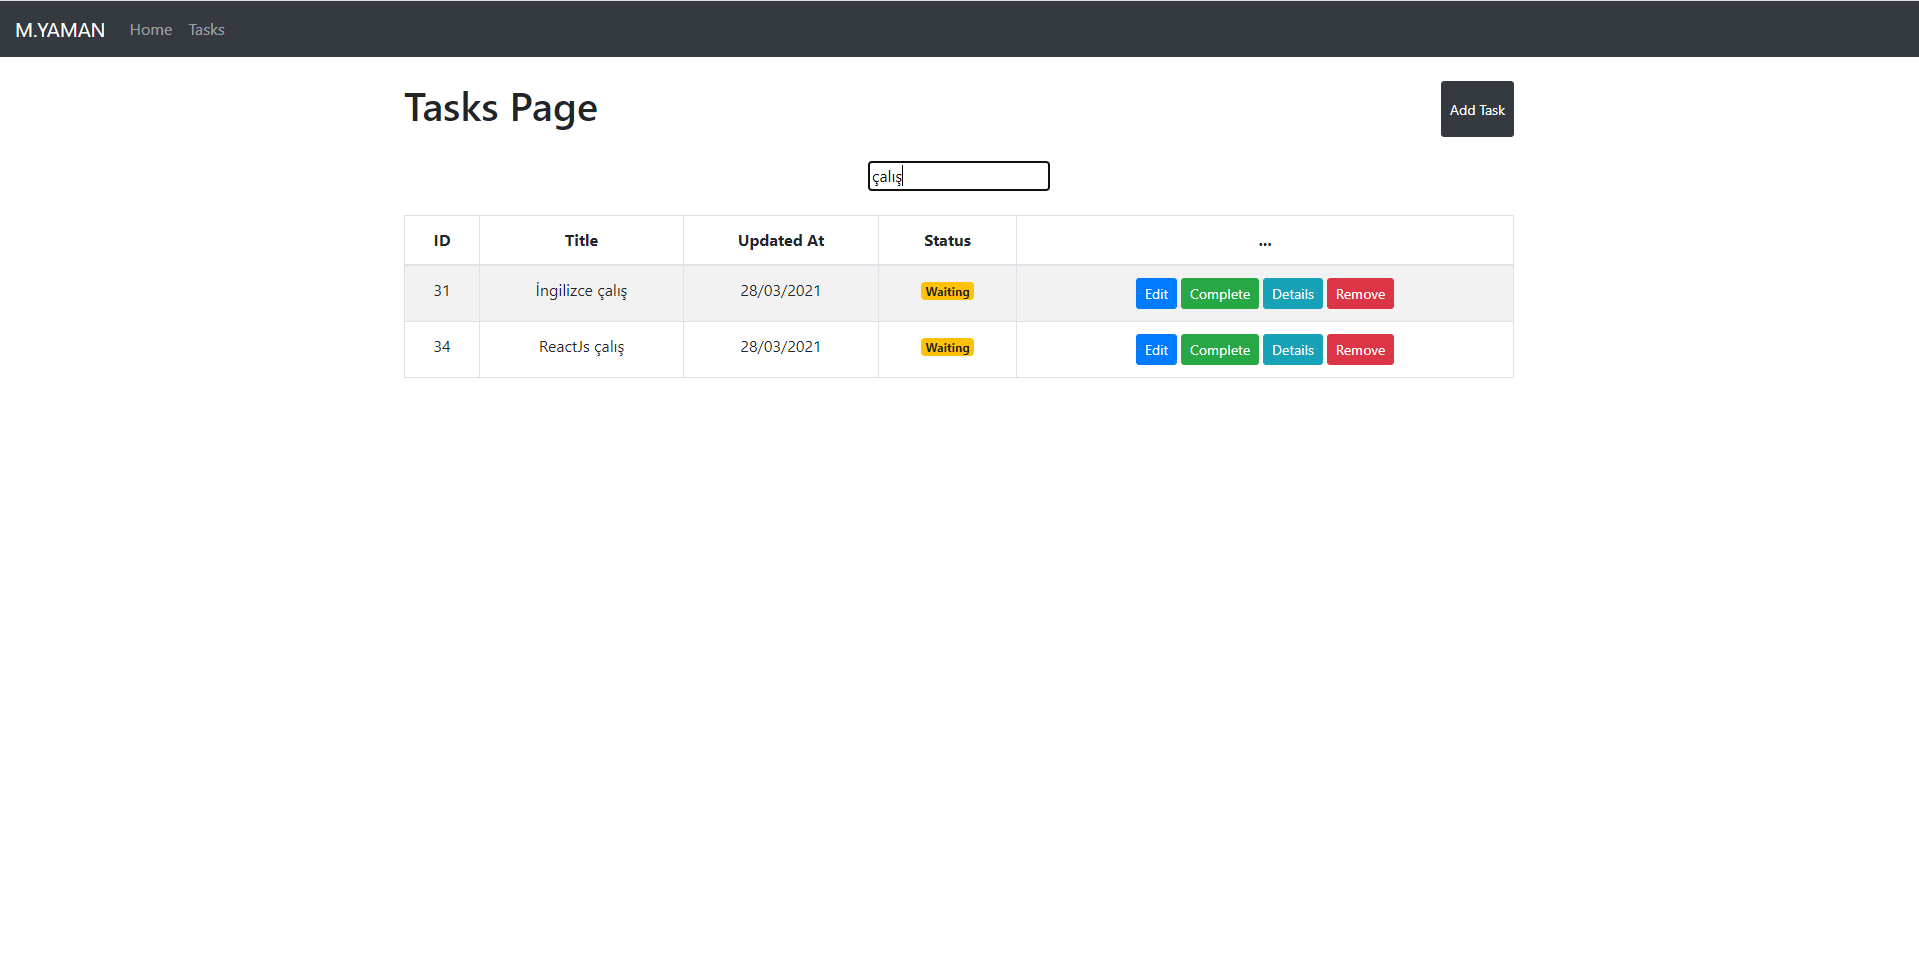 M.YAMAN Home Tasks
Tasks Page Add Task
çalış
ID Title Updated At Status ...
31 İngilizce çalış 28/03/2021 Waiting Edit Complete Details Remove
34 ReactJs çalış 28/03/2021 Waiting Edit Complete Details Remove